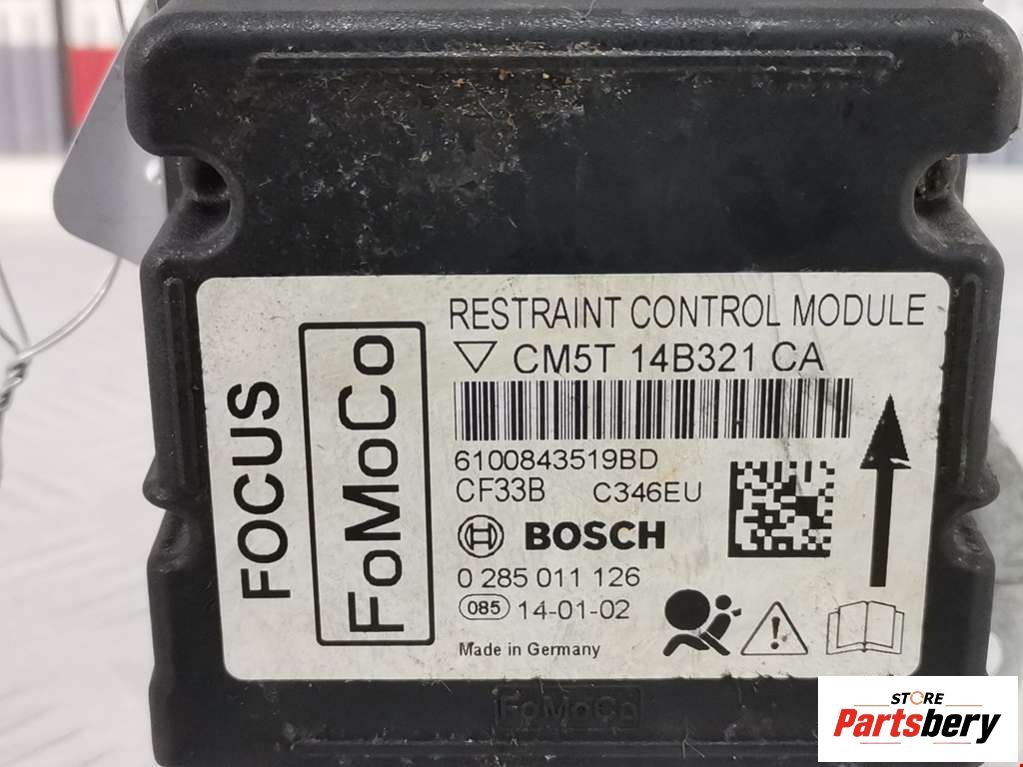 RESTRAINT CONTROL MODULE
CM5T 14B321 CA
FOCUS
FoMoCo
6100843519BD
CF33B C346EU
BOSCH
0 285 011 126
085 14-01-02
Made in Germany
FoMoCo
STORE
Partsbery